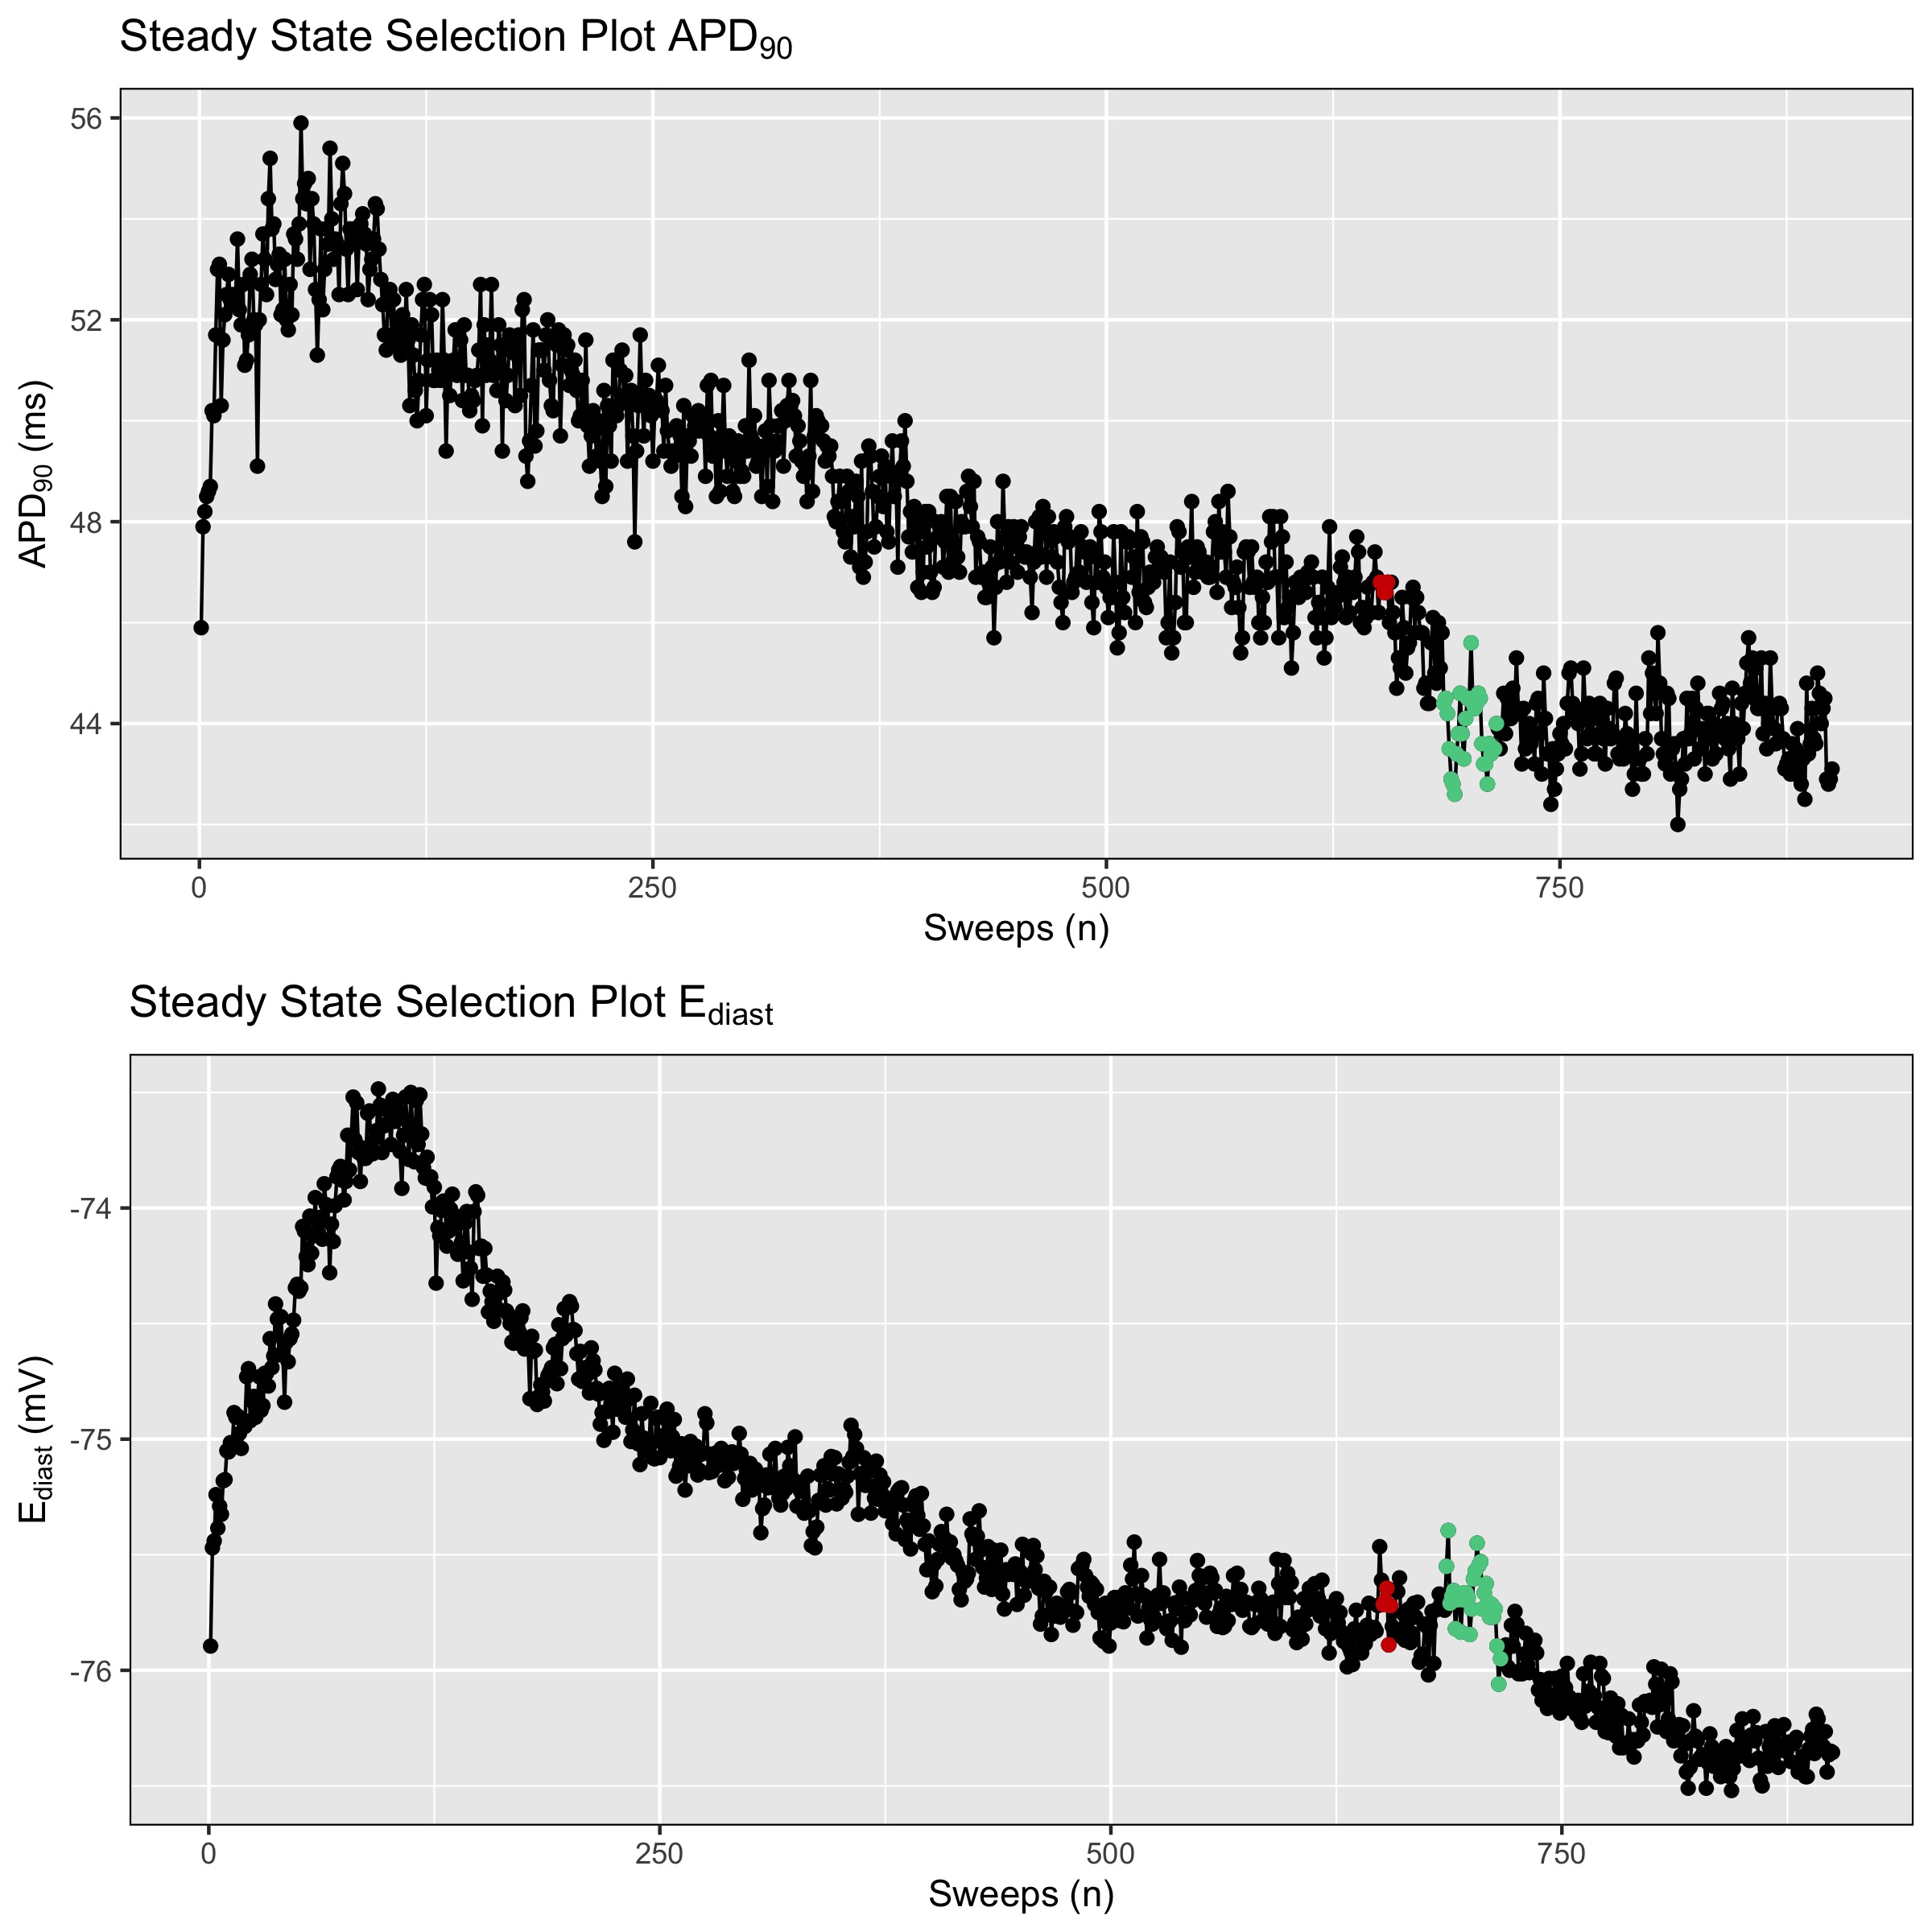 Steady State Selection Plot APD90
56
52
48
44
APD90 (ms)
0 250 500 750
Sweeps (n)
Steady State Selection Plot Ediast
-74
-75
-76
Ediast (mV)
0 250 500 750
Sweeps (n)